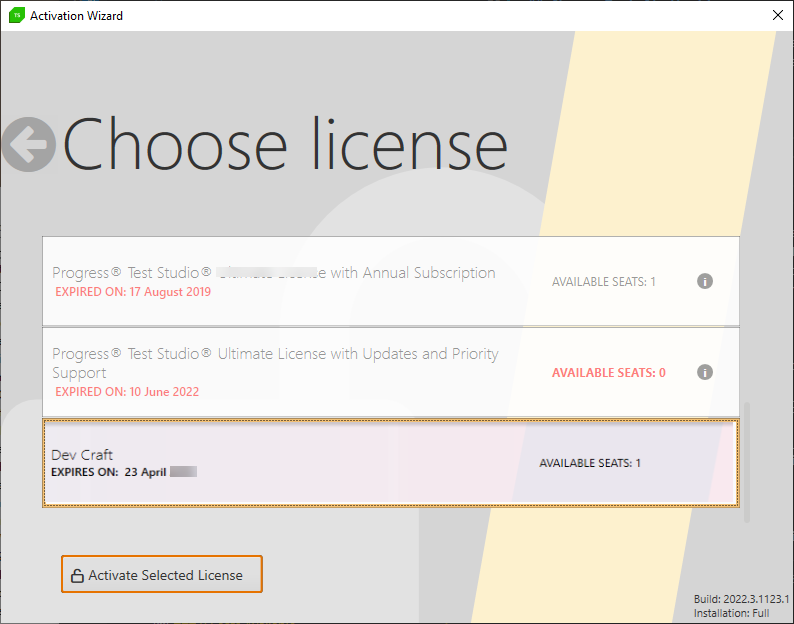 TS Activation Wizard
Choose license
Progress® Test Studio® License with Annual Subscription
EXPIRED ON: 17 August 2019
AVAILABLE SEATS: 1
Progress® Test Studio® Ultimate License with Updates and Priority
Support
EXPIRED ON: 10 June 2022
AVAILABLE SEATS: 0
Dev Craft
EXPIRES ON: 23 April
AVAILABLE SEATS: 1
Activate Selected License
Build: 2022.3.1123.1
Installation: Full